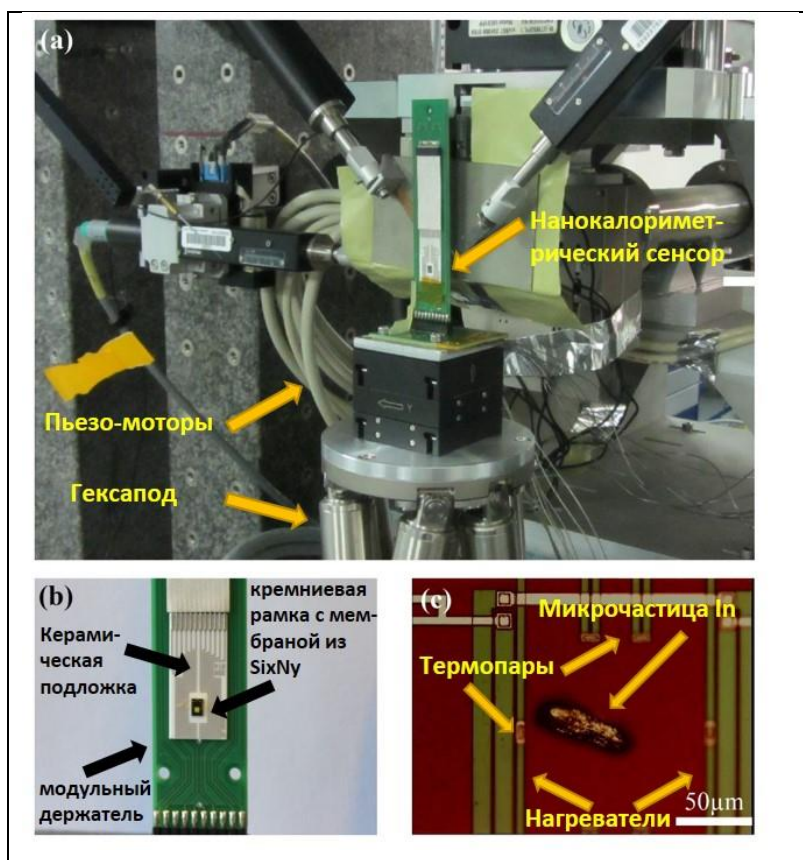 (a)
Нанокаламет-
рический сенсор
Пьезо-моторы
Гексапод
Y
(b)
кремниевая
рамка с мем-
браной из
SixNy
Керами-
ческая
подложка
модульный
держатель
(c)
Микрочастица In
Термопары
Нагреватели
50µm